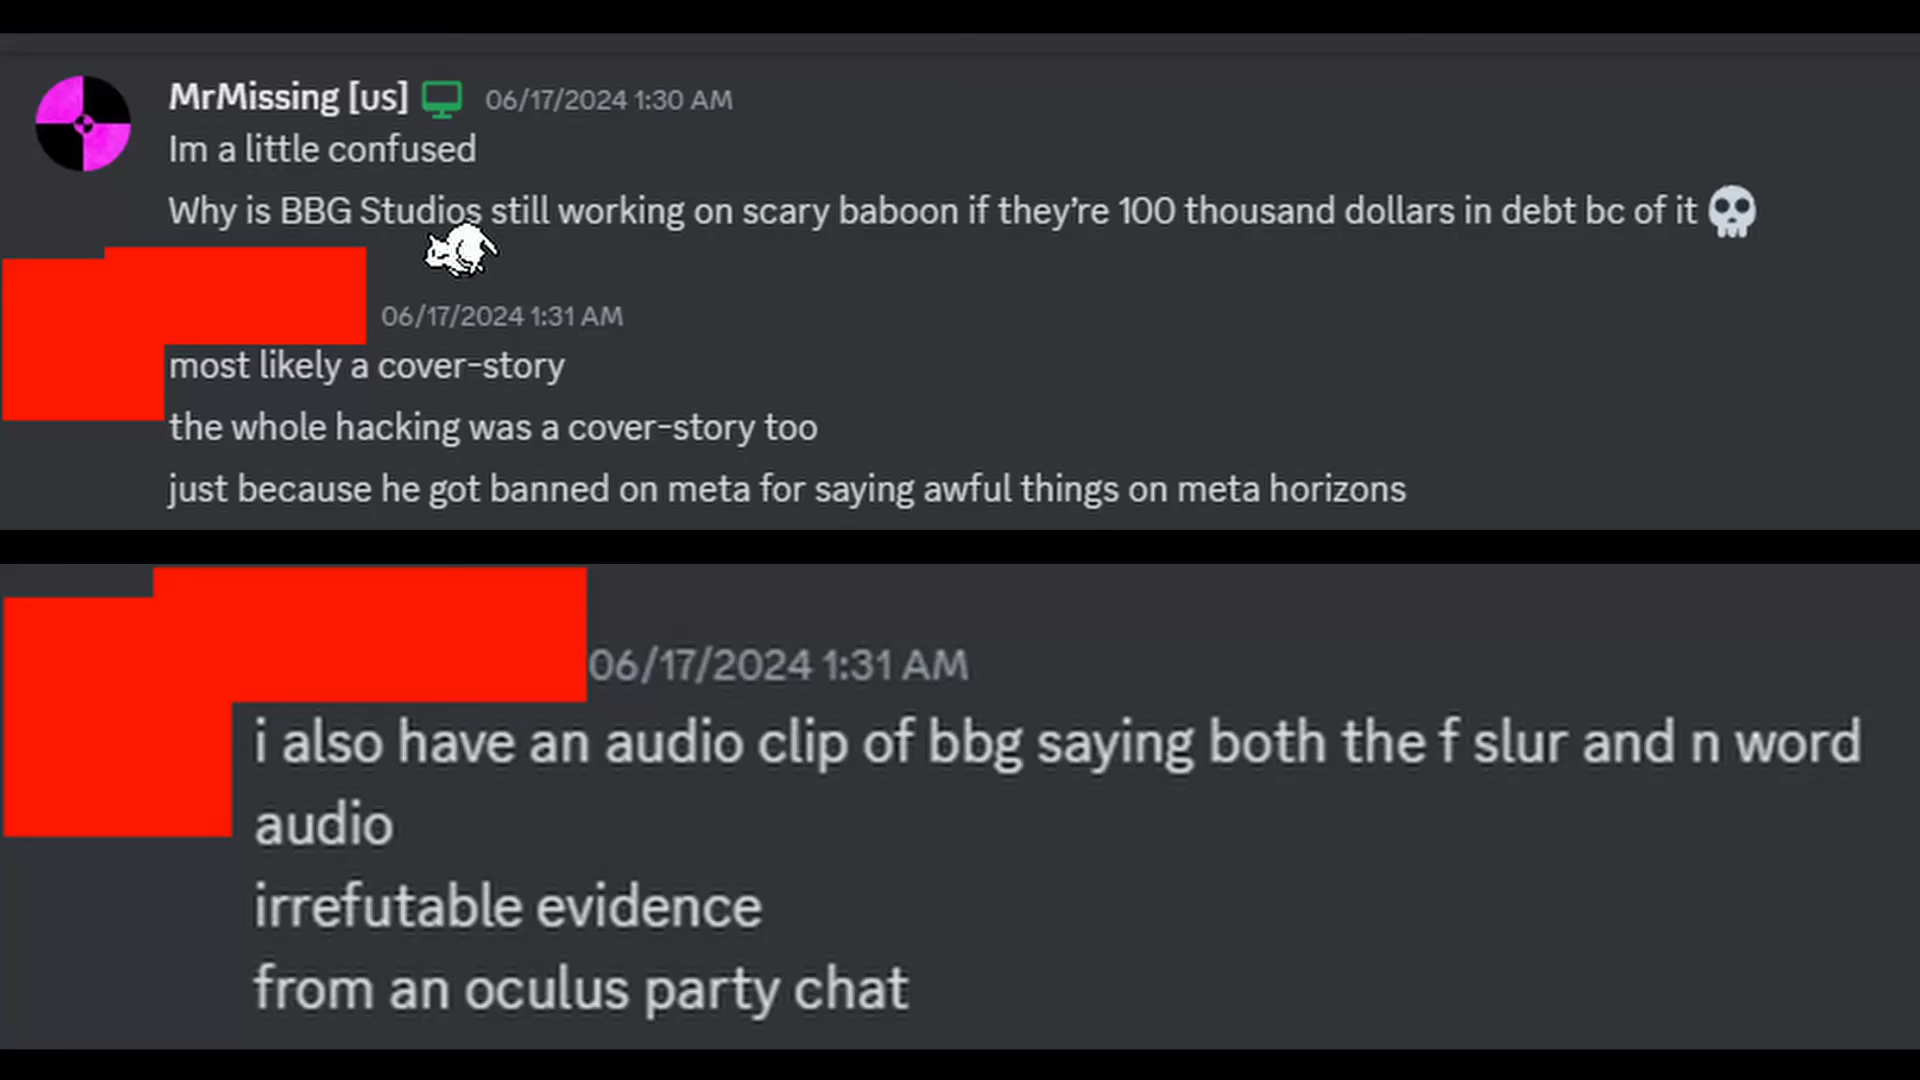 MrMissing [us] 06/17/2024 1:30 AM
Im a little confused
Why is BBG Studios still working on scary baboon if they're 100 thousand dollars in debt bc of it 💀
06/17/2024 1:31 AM
most likely a cover-story
the whole hacking was a cover-story too
just because he got banned on meta for saying awful things on meta horizons
06/17/2024 1:31 AM
i also have an audio clip of bbg saying both the f slur and n word
audio
irrefutable evidence
from an oculus party chat